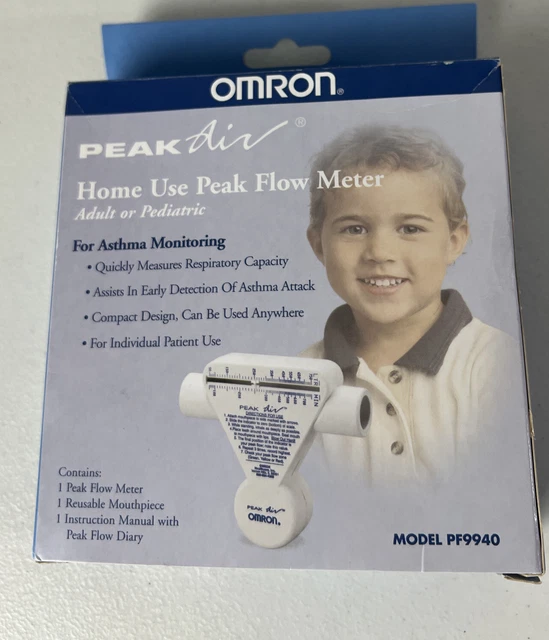 OMRON®
PEAK Air®
Home Use Peak Flow Meter
Adult or Pediatric
For Asthma Monitoring
• Quickly Measures Respiratory Capacity
• Assists In Early Detection Of Asthma Attack
• Compact Design, Can Be Used Anywhere
• For Individual Patient Use
PEAK Air
DIRECTIONS FOR USE
PEAK Air
OMRON®
Contains:
1 Peak Flow Meter
1 Reusable Mouthpiece
1 Instruction Manual with
Peak Flow Diary
MODEL PF9940